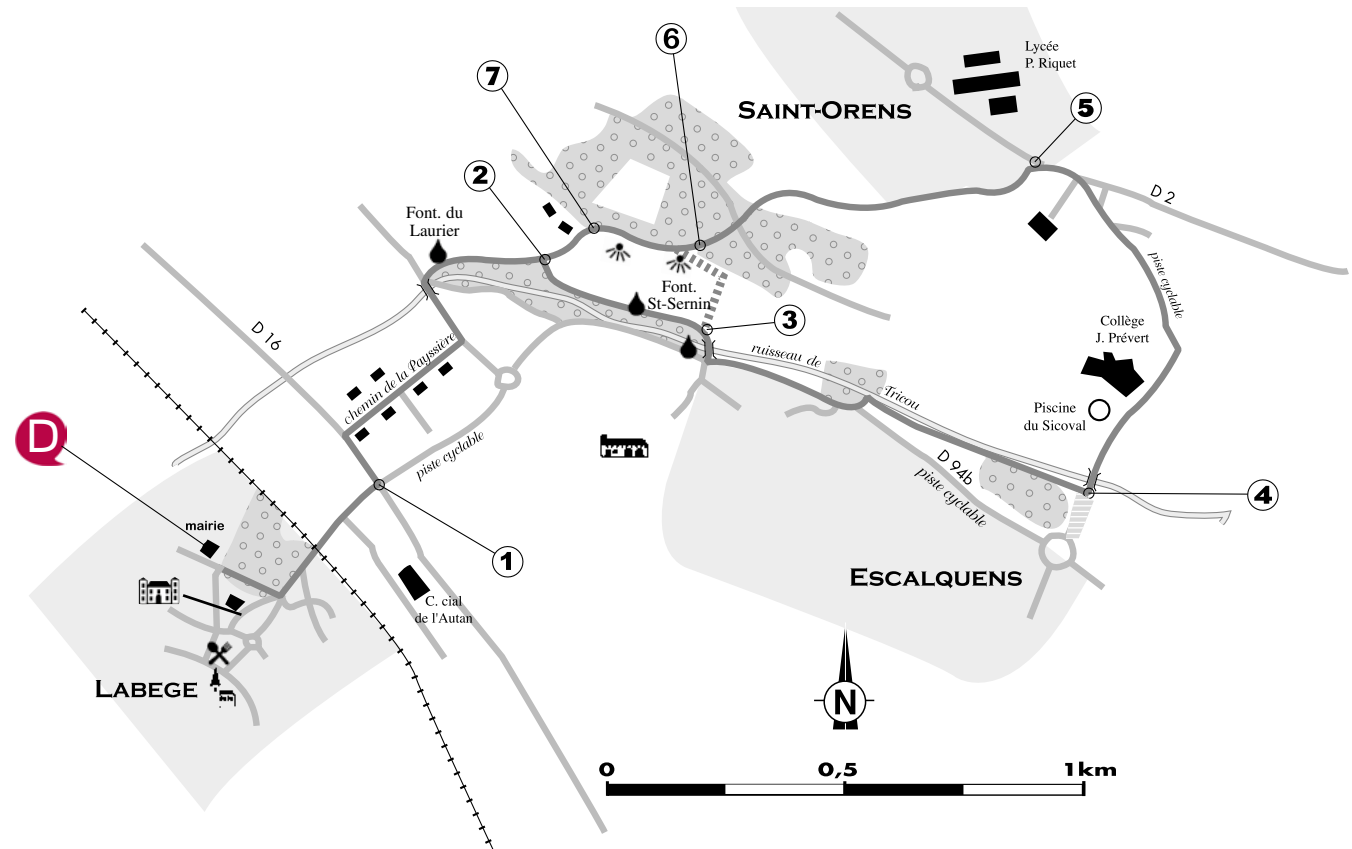 6
Lycée
P. Riquet
7
SAINT-ORENS
5
2
D 2
Font. du
Laurier
piste cyclable
Font.
St-Sernin
3
D 16
Collège
J. Prévert
chemin de la Payssière
ruisseau de
Tricou
Piscine
du Sicoval
D
piste cyclable
D 94b
piste cyclable
4
mairie
1
ESCALQUENS
C. cial
de l'Autan
LABEGE
N
0
0,5
1km